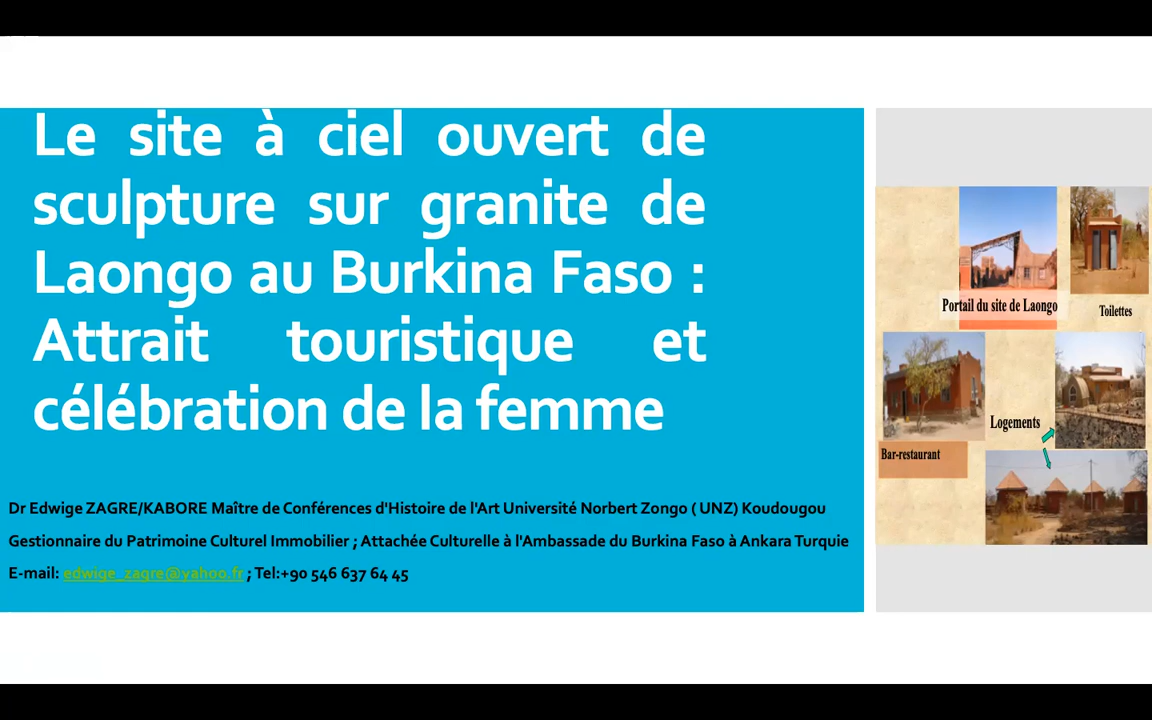 Le site à ciel ouvert de
sculpture sur granite de
Laongo au Burkina Faso :
Attrait touristique et
célébration de la femme
Dr Edwige ZAGRE/KABORE Maître de Conférences d'Histoire de l'Art Université Norbert Zongo ( UNZ) Koudougou
Gestionnaire du Patrimoine Culturel Immobilier ; Attachée Culturelle à l'Ambassade du Burkina Faso à Ankara Turquie
E-mail: edwige_zagre@yahoo.fr ; Tel:+90 546 637 64 45
Portail du site de Laongo
Toilettes
Logements
Bar-restaurant